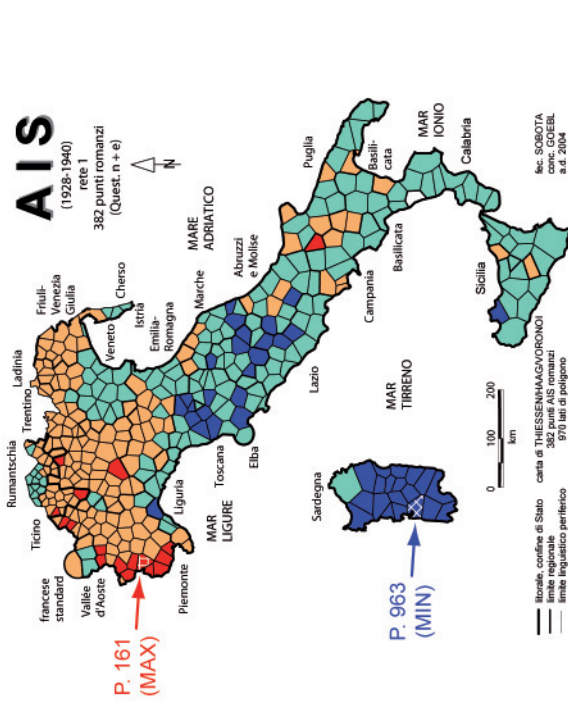 AIS
(1928-1940)
rete 1
382 punti romanzi
(Quest. n + e)
N
francese
standard
Vallée
d'Aoste
Ticino
Rumantschia
Trentino
Ladinia
Friuli-
Venezia
Giulia
Cherso
Istria
Veneto
Emilia-
Romagna
Marche
MARE
ADRIATICO
Abruzzi
e Molise
Puglia
Basili-
cata
MAR
IONIO
Calabria
P. 161
(MAX)
Piemonte
Liguria
MAR
LIGURE
Toscana
Elba
Lazio
Campania
Basilicata
Sicilia
MAR
TIRRENO
Sardegna
P. 963
(MIN)
0 100 200
km
litorale, confine di Stato
limite regionale
limite linguistico periferico
carta di THIESSEN/HAAG/VORONOI
382 punti AIS romanzi
970 lati di poligono
fec. SOBOTA
conc. GOEBL
a.d. 2004